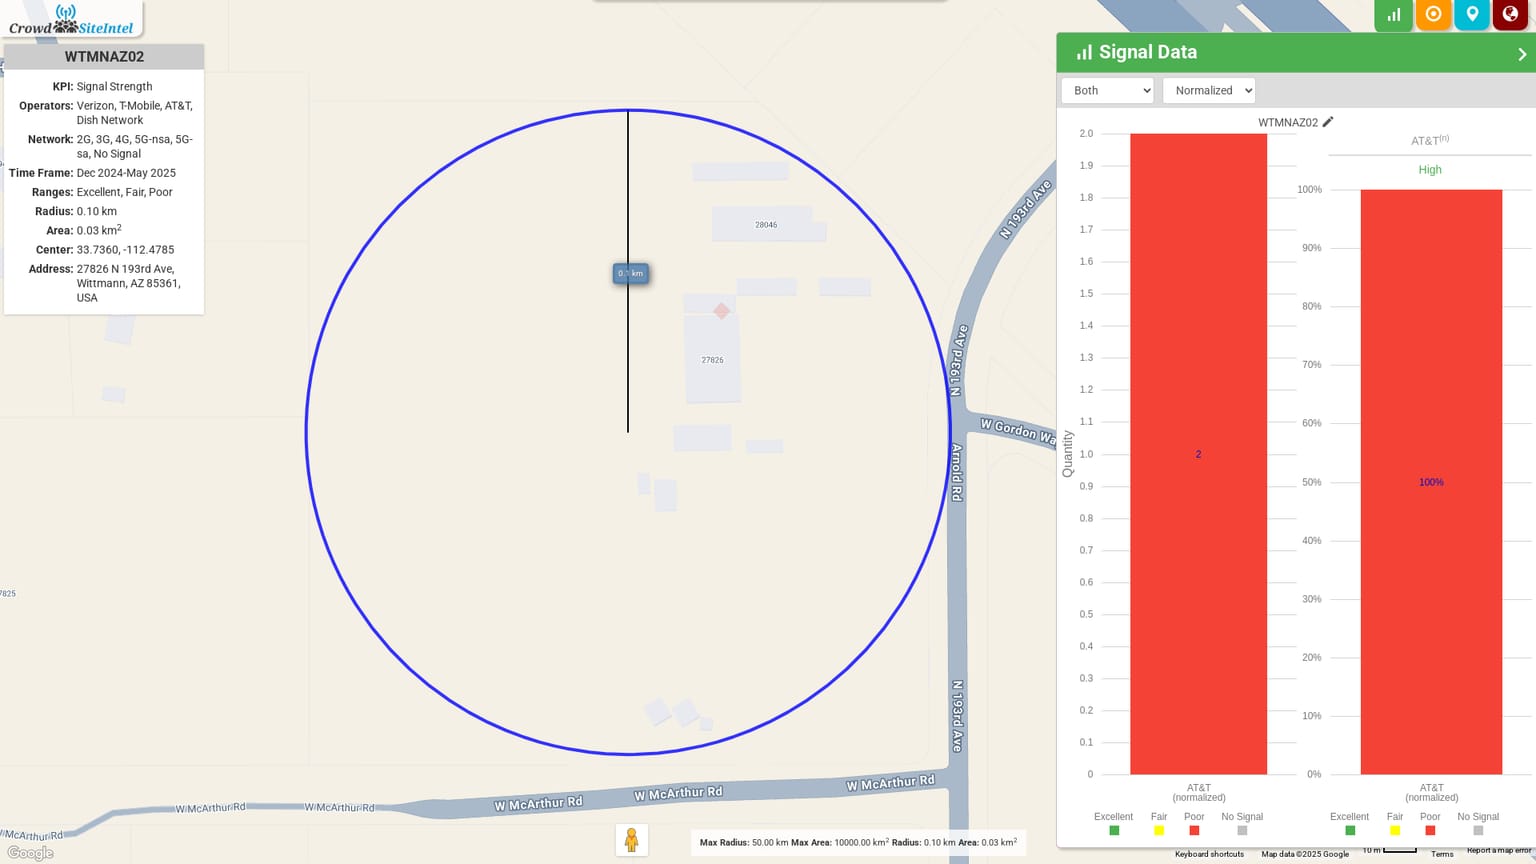 CrowdSiteIntel
WTMNAZ02
KPI: Signal Strength
Operators: Verizon, T-Mobile, AT&T,
Dish Network
Network: 2G, 3G, 4G, 5G-nsa, 5G-
sa, No Signal
Time Frame: Dec 2024-May 2025
Ranges: Excellent, Fair, Poor
Radius: 0.10 km
Area: 0.03 km²
Center: 33.7360, -112.4785
Address: 27826 N 193rd Ave,
Wittmann, AZ 85361,
USA
28046
0.1 km
27826
7825
N 193rd Ave
N 193rd Ave
W Gordon Wa
Arnold Rd
N 193rd Ave
W McArthur Rd
W McArthur Rd
W McArthur Rd
W McArthur Rd
W McArthur Rd
W McArthur Rd
Google
Max Radius: 50.00 km Max Area: 10000.00 km² Radius: 0.10 km Area: 0.03 km²
Signal Data
Both
Normalized
WTMNAZ02
Quantity
2.0
1.9
1.8
1.7
1.6
1.5
1.4
1.3
1.2
1.1
1.0
0.9
0.8
0.7
0.6
0.5
0.4
0.3
0.2
0.1
0
2
AT&T
(normalized)
Excellent Fair Poor No Signal
AT&T(n)
High
100%
90%
80%
70%
60%
50%
40%
30%
20%
10%
0%
100%
AT&T
(normalized)
Excellent Fair Poor No Signal
Keyboard shortcuts Map data ©2025 Google 10 m Terms Report a map error